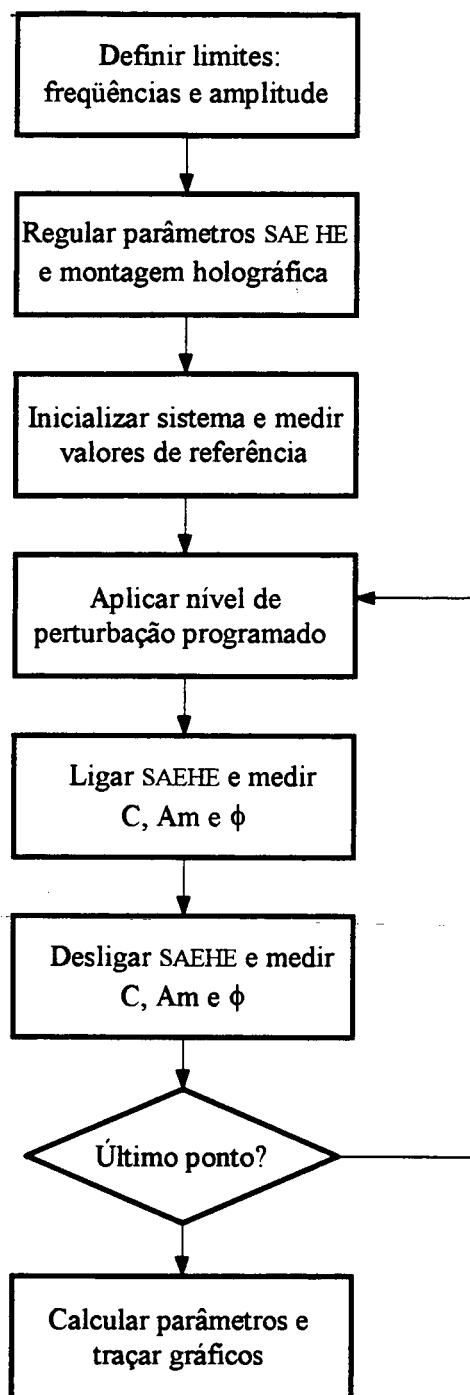 Definir limites:
freqüências e amplitude
Regular parâmetros SAE HE
e montagem holográfica
Inicializar sistema e medir
valores de referência
Aplicar nível de
perturbação programado
Ligar SAEHE e medir
C, Am e ϕ
Desligar SAEHE e medir
C, Am e ϕ
Último ponto?
Calcular parâmetros e
traçar gráficos